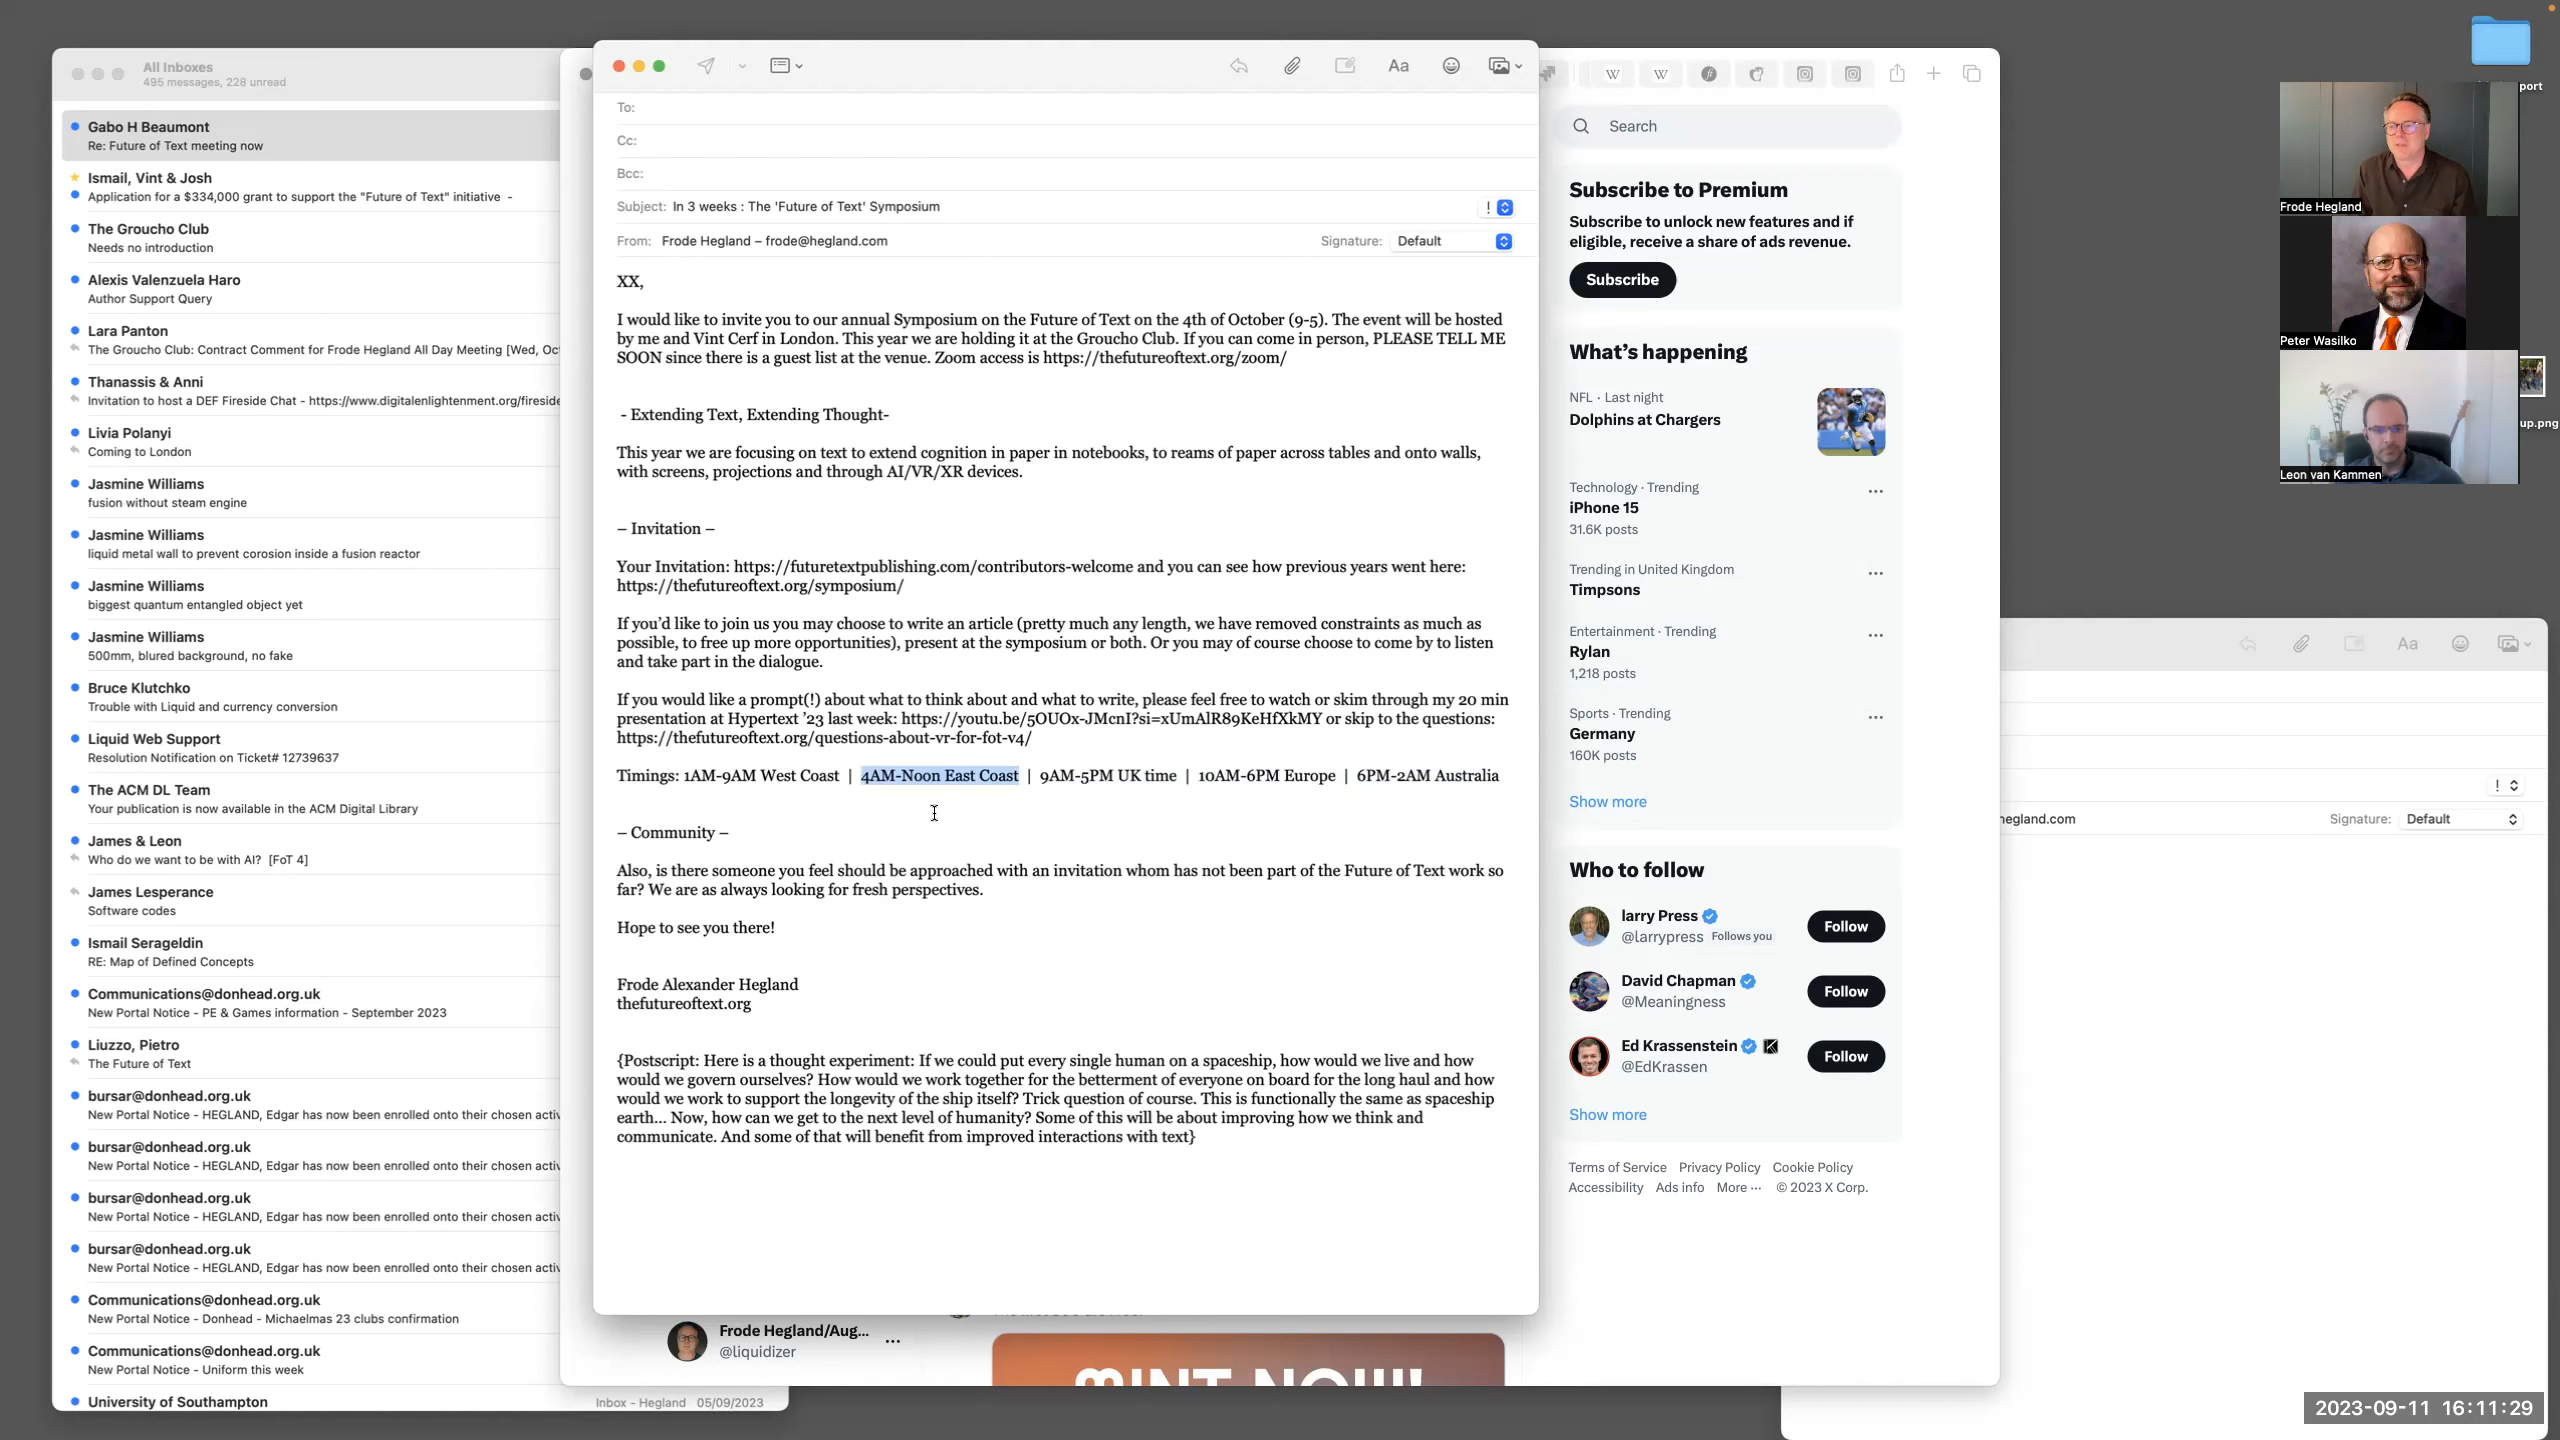 All Inboxes
495 messages, 228 unread
Gabo H Beaumont
Re: Future of Text meeting now
Ismail, Vint & Josh
Application for a $334,000 grant to support the "Future of Text" initiative -
The Groucho Club
Needs no introduction
Alexis Valenzuela Haro
Author Support Query
Lara Panton
The Groucho Club: Contract Comment for Frode Hegland All Day Meeting [Wed, Oc
Thanassis & Anni
Invitation to host a DEF Fireside Chat - https://www.digitalenlightenment.org/fireside
Livia Polanyi
Coming to London
Jasmine Williams
fusion without steam engine
Jasmine Williams
liquid metal wall to prevent corosion inside a fusion reactor
Jasmine Williams
biggest quantum entangled object yet
Jasmine Williams
500mm, blured background, no fake
Bruce Klutchko
Trouble with Liquid and currency conversion
Liquid Web Support
Resolution Notification on Ticket# 12739637
The ACM DL Team
Your publication is now available in the ACM Digital Library
James & Leon
Who do we want to be with AI? [FoT 4]
James Lesperance
Software codes
Ismail Serageldin
RE: Map of Defined Concepts
Communications@donhead.org.uk
New Portal Notice - PE & Games information - September 2023
Liuzzo, Pietro
The Future of Text
bursar@donhead.org.uk
New Portal Notice - HEGLAND, Edgar has now been enrolled onto their chosen activ
bursar@donhead.org.uk
New Portal Notice - HEGLAND, Edgar has now been enrolled onto their chosen activ
bursar@donhead.org.uk
New Portal Notice - HEGLAND, Edgar has now been enrolled onto their chosen activ
bursar@donhead.org.uk
New Portal Notice - HEGLAND, Edgar has now been enrolled onto their chosen activ
Communications@donhead.org.uk
New Portal Notice - Donhead - Michaelmas 23 clubs confirmation
Communications@donhead.org.uk
New Portal Notice - Uniform this week
University of Southampton
Inbox - Hegland 05/09/2023
Aa
To:
Cc:
Bcc:
Subject: In 3 weeks : The 'Future of Text' Symposium
!
From: Frode Hegland – frode@hegland.com
Signature: Default
XX,
I would like to invite you to our annual Symposium on the Future of Text on the 4th of October (9-5). The event will be hosted
by me and Vint Cerf in London. This year we are holding it at the Groucho Club. If you can come in person, PLEASE TELL ME
SOON since there is a guest list at the venue. Zoom access is https://thefutureoftext.org/zoom/
- Extending Text, Extending Thought-
This year we are focusing on text to extend cognition in paper in notebooks, to reams of paper across tables and onto walls,
with screens, projections and through AI/VR/XR devices.
– Invitation –
Your Invitation: https://futuretextpublishing.com/contributors-welcome and you can see how previous years went here:
https://thefutureoftext.org/symposium/
If you’d like to join us you may choose to write an article (pretty much any length, we have removed constraints as much as
possible, to free up more opportunities), present at the symposium or both. Or you may of course choose to come by to listen
and take part in the dialogue.
If you would like a prompt(!) about what to think about and what to write, please feel free to watch or skim through my 20 min
presentation at Hypertext ’23 last week: https://youtu.be/5OUOx-JMcnI?si=xUmAlR89KeHfXkMY or skip to the questions:
https://thefutureoftext.org/questions-about-vr-for-fot-v4/
Timings: 1AM-9AM West Coast | 4AM-Noon East Coast | 9AM-5PM UK time | 10AM-6PM Europe | 6PM-2AM Australia
– Community –
Also, is there someone you feel should be approached with an invitation whom has not been part of the Future of Text work so
far? We are as always looking for fresh perspectives.
Hope to see you there!
Frode Alexander Hegland
thefutureoftext.org
{Postscript: Here is a thought experiment: If we could put every single human on a spaceship, how would we live and how
would we govern ourselves? How would we work together for the betterment of everyone on board for the long haul and how
would we work to support the longevity of the ship itself? Trick question of course. This is functionally the same as spaceship
earth... Now, how can we get to the next level of humanity? Some of this will be about improving how we think and
communicate. And some of that will benefit from improved interactions with text}
Frode Hegland/Aug...
@liquidizer
MINT NOW!!
W
W
Search
Subscribe to Premium
Subscribe to unlock new features and if
eligible, receive a share of ads revenue.
Subscribe
What’s happening
NFL · Last night
Dolphins at Chargers
Technology · Trending
iPhone 15
31.6K posts
Trending in United Kingdom
Timpsons
Entertainment · Trending
Rylan
1,218 posts
Sports · Trending
Germany
160K posts
Show more
Who to follow
larry Press
@larrypress Follows you
Follow
David Chapman
@Meaningness
Follow
Ed Krassenstein
@EdKrassen
Follow
Show more
Terms of Service Privacy Policy Cookie Policy
Accessibility Ads info More ··· © 2023 X Corp.
port
Frode Hegland
Peter Wasilko
up.png
Leon van Kammen
Aa
!
hegland.com
Signature: Default
2023-09-11 16:11:29